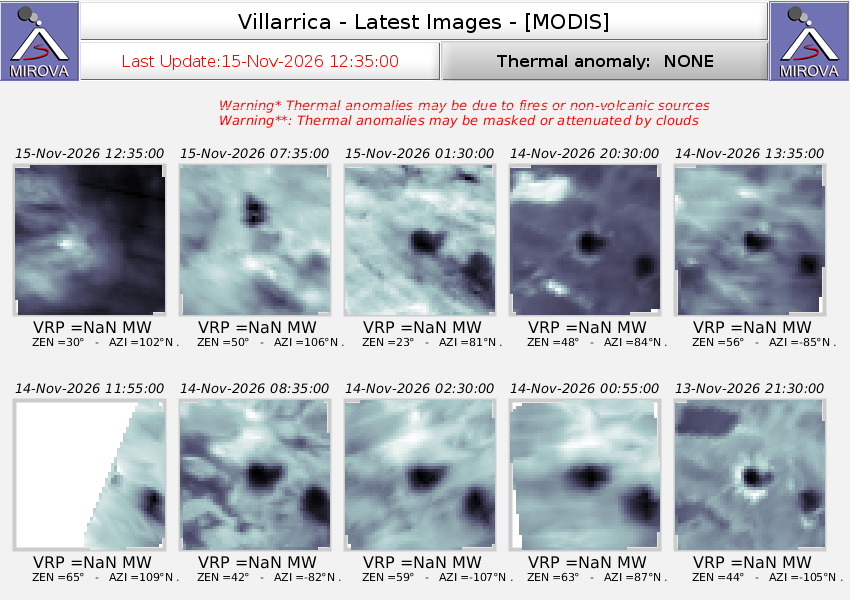 Villarrica - Latest Images - [MODIS]
MIROVA
Last Update:15-Nov-2026 12:35:00
Thermal anomaly: NONE
MIROVA
Warning* Thermal anomalies may be due to fires or non-volcanic sources
Warning**: Thermal anomalies may be masked or attenuated by clouds
15-Nov-2026 12:35:00
15-Nov-2026 07:35:00
15-Nov-2026 01:30:00
14-Nov-2026 20:30:00
14-Nov-2026 13:35:00
VRP =NaN MW
VRP =NaN MW
VRP =NaN MW
VRP =NaN MW
VRP =NaN MW
ZEN =30° - AZI =102°N .
ZEN =50° - AZI =106°N .
ZEN =23° - AZI =81°N .
ZEN =48° - AZI =84°N .
ZEN =56° - AZI =-85°N .
14-Nov-2026 11:55:00
14-Nov-2026 08:35:00
14-Nov-2026 02:30:00
14-Nov-2026 00:55:00
13-Nov-2026 21:30:00
VRP =NaN MW
VRP =NaN MW
VRP =NaN MW
VRP =NaN MW
VRP =NaN MW
ZEN =65° - AZI =109°N .
ZEN =42° - AZI =-82°N .
ZEN =59° - AZI =-107°N .
ZEN =63° - AZI =87°N .
ZEN =44° - AZI =-105°N .